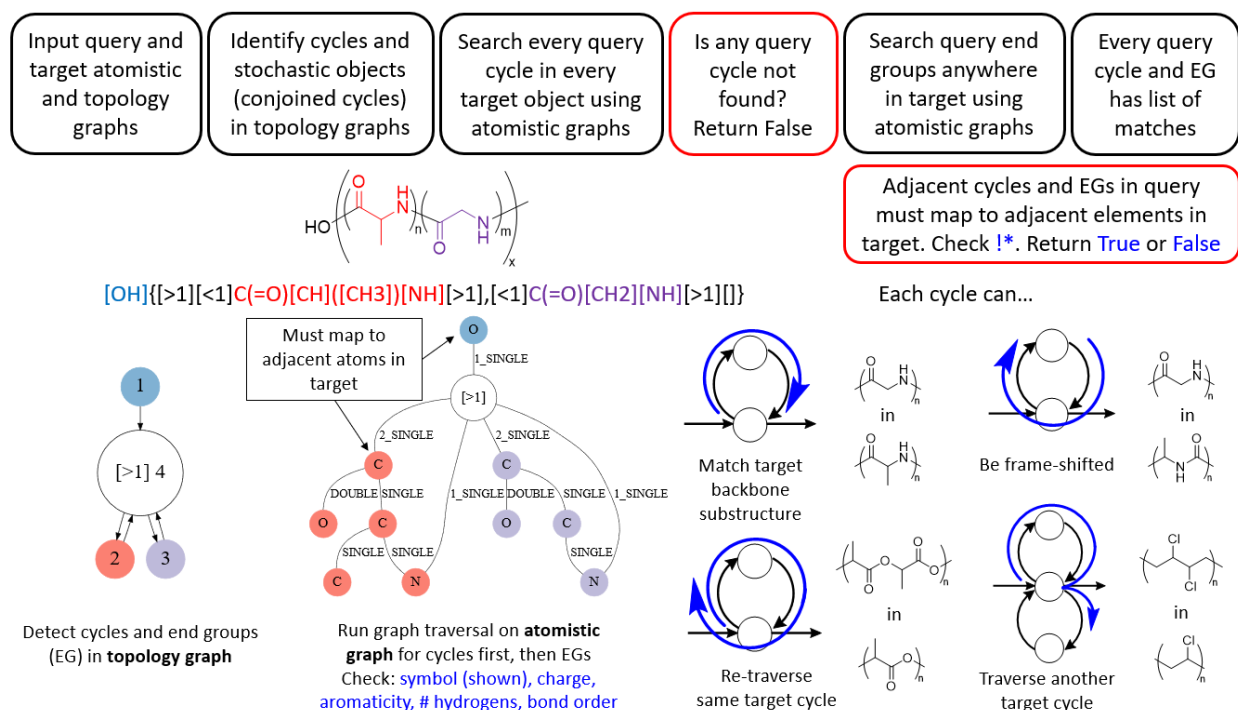 Input query and
target atomistic
and topology
graphs
Identify cycles and
stochastic objects
(conjoined cycles)
in topology graphs
Search every query
cycle in every
target object using
atomistic graphs
Is any query
cycle not
found?
Return False
Search query end
groups anywhere
in target using
atomistic graphs
Every query
cycle and EG
has list of
matches
Adjacent cycles and EGs in query
must map to adjacent elements in
target. Check !*. Return True or False
HO
O
H
N
n
O
N
H
m
x
[OH]{[>1][<1]C(=O)[CH]([CH3])[NH][>1],[<1]C(=O)[CH2][NH][>1][]}
Each cycle can...
1
[>1] 4
2
3
Detect cycles and end groups
(EG) in topology graph
Must map to
adjacent atoms in
target
O
1_SINGLE
[>1]
2_SINGLE
2_SINGLE
C
C
DOUBLE
SINGLE
1_SINGLE
DOUBLE
SINGLE
1_SINGLE
O
C
O
C
SINGLE
SINGLE
SINGLE
C
N
N
Run graph traversal on atomistic
graph for cycles first, then EGs
Check: symbol (shown), charge,
aromaticity, # hydrogens, bond order
Match target
backbone
substructure
O
H
N
n
in
O
H
N
n
Be frame-shifted
O
H
N
n
in
O
N
H
n
Re-traverse
same target cycle
O
O
O
O
n
in
O
O
n
Traverse another
target cycle
Cl
Cl
n
in
Cl
n